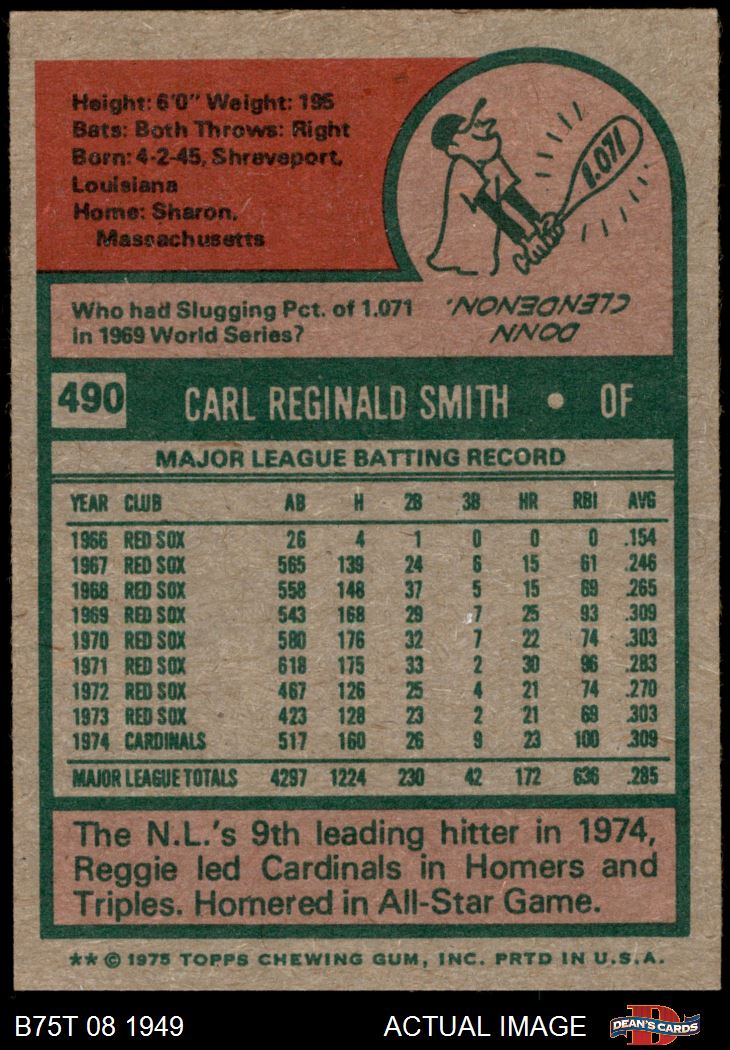 Height: 6'0" Weight: 195
Bats: Both Throws: Right
Born: 4-2-45, Shreveport,
Louisiana
Home: Sharon,
Massachusetts
1.071
Who had Slugging Pct. of 1.071
in 1969 World Series?
DONN
CLENDENON.
490 CARL REGINALD SMITH • OF
MAJOR LEAGUE BATTING RECORD
YEAR CLUB AB H 2B 3B HR RBI AVG
1966 RED SOX 26 4 1 0 0 0 .154
1967 RED SOX 565 139 24 6 15 61 .246
1968 RED SOX 558 148 37 5 15 69 .265
1969 RED SOX 543 168 29 7 25 93 .309
1970 RED SOX 580 176 32 7 22 74 .303
1971 RED SOX 618 175 33 2 30 96 .283
1972 RED SOX 467 126 25 4 21 74 .270
1973 RED SOX 423 128 23 2 21 69 .303
1974 CARDINALS 517 160 26 9 23 100 .309
MAJOR LEAGUE TOTALS 4297 1224 230 42 172 636 .285
The N.L.'s 9th leading hitter in 1974,
Reggie led Cardinals in Homers and
Triples. Homered in All-Star Game.
** © 1975 TOPPS CHEWING GUM, INC. PRTD IN U.S.A.
B75T 08 1949 ACTUAL IMAGE
D
DEAN'S CARDS